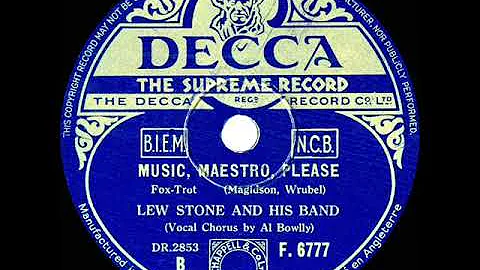 DECCA
THE SUPREME RECORD
THE DECCA REGD RECORD CO. LTD
COPYRIGHT RECORD MAY NOT BE
NOR PUBLICLY PERFORMED
B.I.E.M.
N.C.B.
MUSIC, MAESTRO, PLEASE
Fox-Trot (Magidson, Wrubel)
LEW STONE AND HIS BAND
(Vocal Chorus by Al Bowlly)
DR.2853
B
F. 6777
CHAPPELL & Co Ltd
Manufactured in
en Angleterre